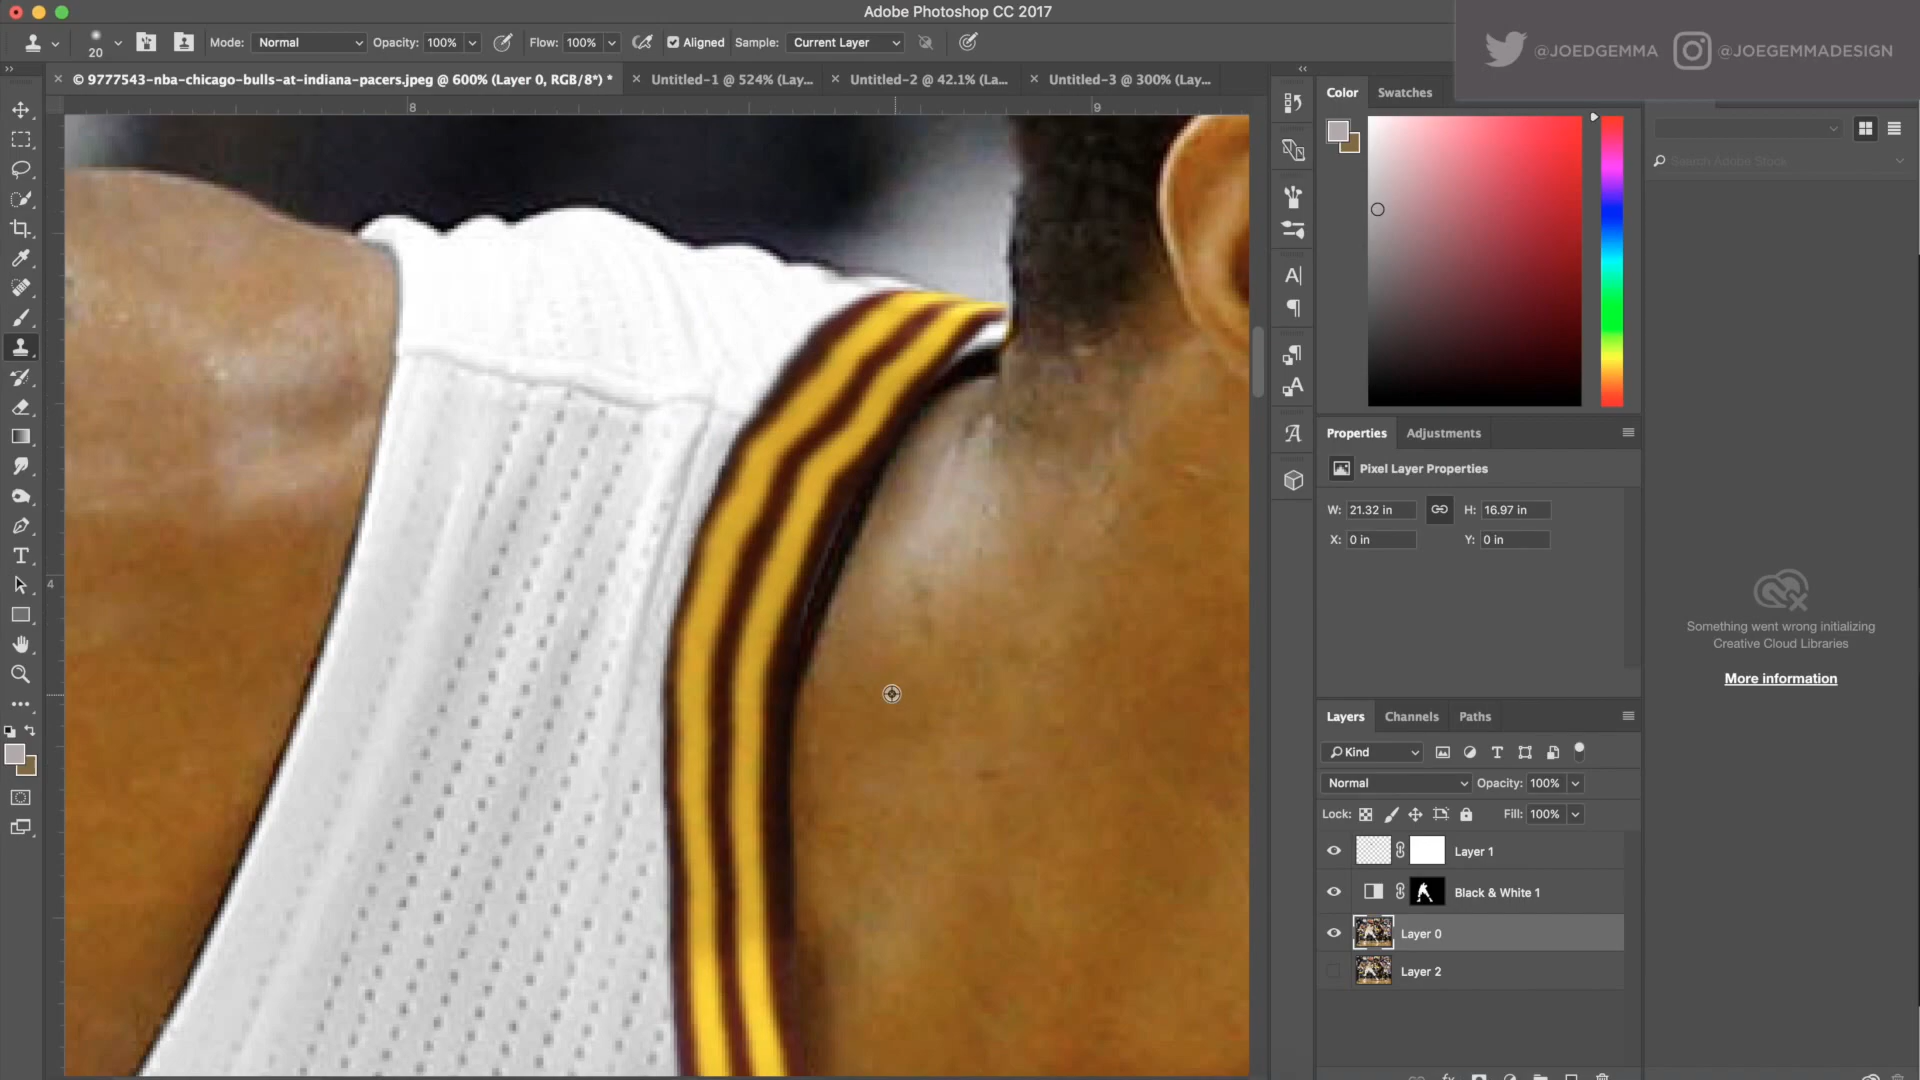 Adobe Photoshop CC 2017
20 Mode: Normal Opacity: 100% Flow: 100% Aligned Sample: Current Layer
@JOEDGEMMA @JOEGEMMADESIGN
© 9777543-nba-chicago-bulls-at-indiana-pacers.jpeg @ 600% (Layer 0, RGB/8*) *
Untitled-1 @ 524% (Lay...
Untitled-2 @ 42.1% (La...
Untitled-3 @ 300% (Lay...
8 9
4
Color Swatches
Search Adobe Stock
Properties Adjustments
Pixel Layer Properties
W: 21.32 in H: 16.97 in
X: 0 in Y: 0 in
Something went wrong initializing
Creative Cloud Libraries
More information
Layers Channels Paths
Kind
Normal Opacity: 100%
Lock: Fill: 100%
Layer 1
Black & White 1
Layer 0
Layer 2